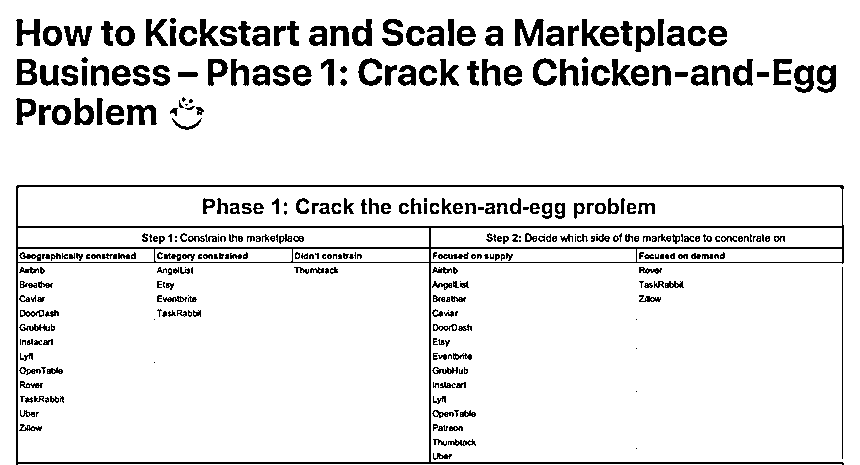 How to Kickstart and Scale a Marketplace
Business – Phase 1: Crack the Chicken-and-Egg
Problem
Phase 1: Crack the chicken-and-egg problem
Step 1: Constrain the marketplace Step 2: Decide which side of the marketplace to concentrate on
Geographically constrained Category constrained Didn't constrain Focused on supply Focused on demand
Airbnb AngelList Thumbtack Airbnb Rover
Breather Etsy AngelList TaskRabbit
Caviar Eventbrite Breather Zillow
DoorDash TaskRabbit Caviar
GrubHub DoorDash
Instacart Etsy
Lyft Eventbrite
OpenTable GrubHub
Rover Instacart
TaskRabbit Lyft
Uber OpenTable
Zillow Patreon
Thumbtack
Uber